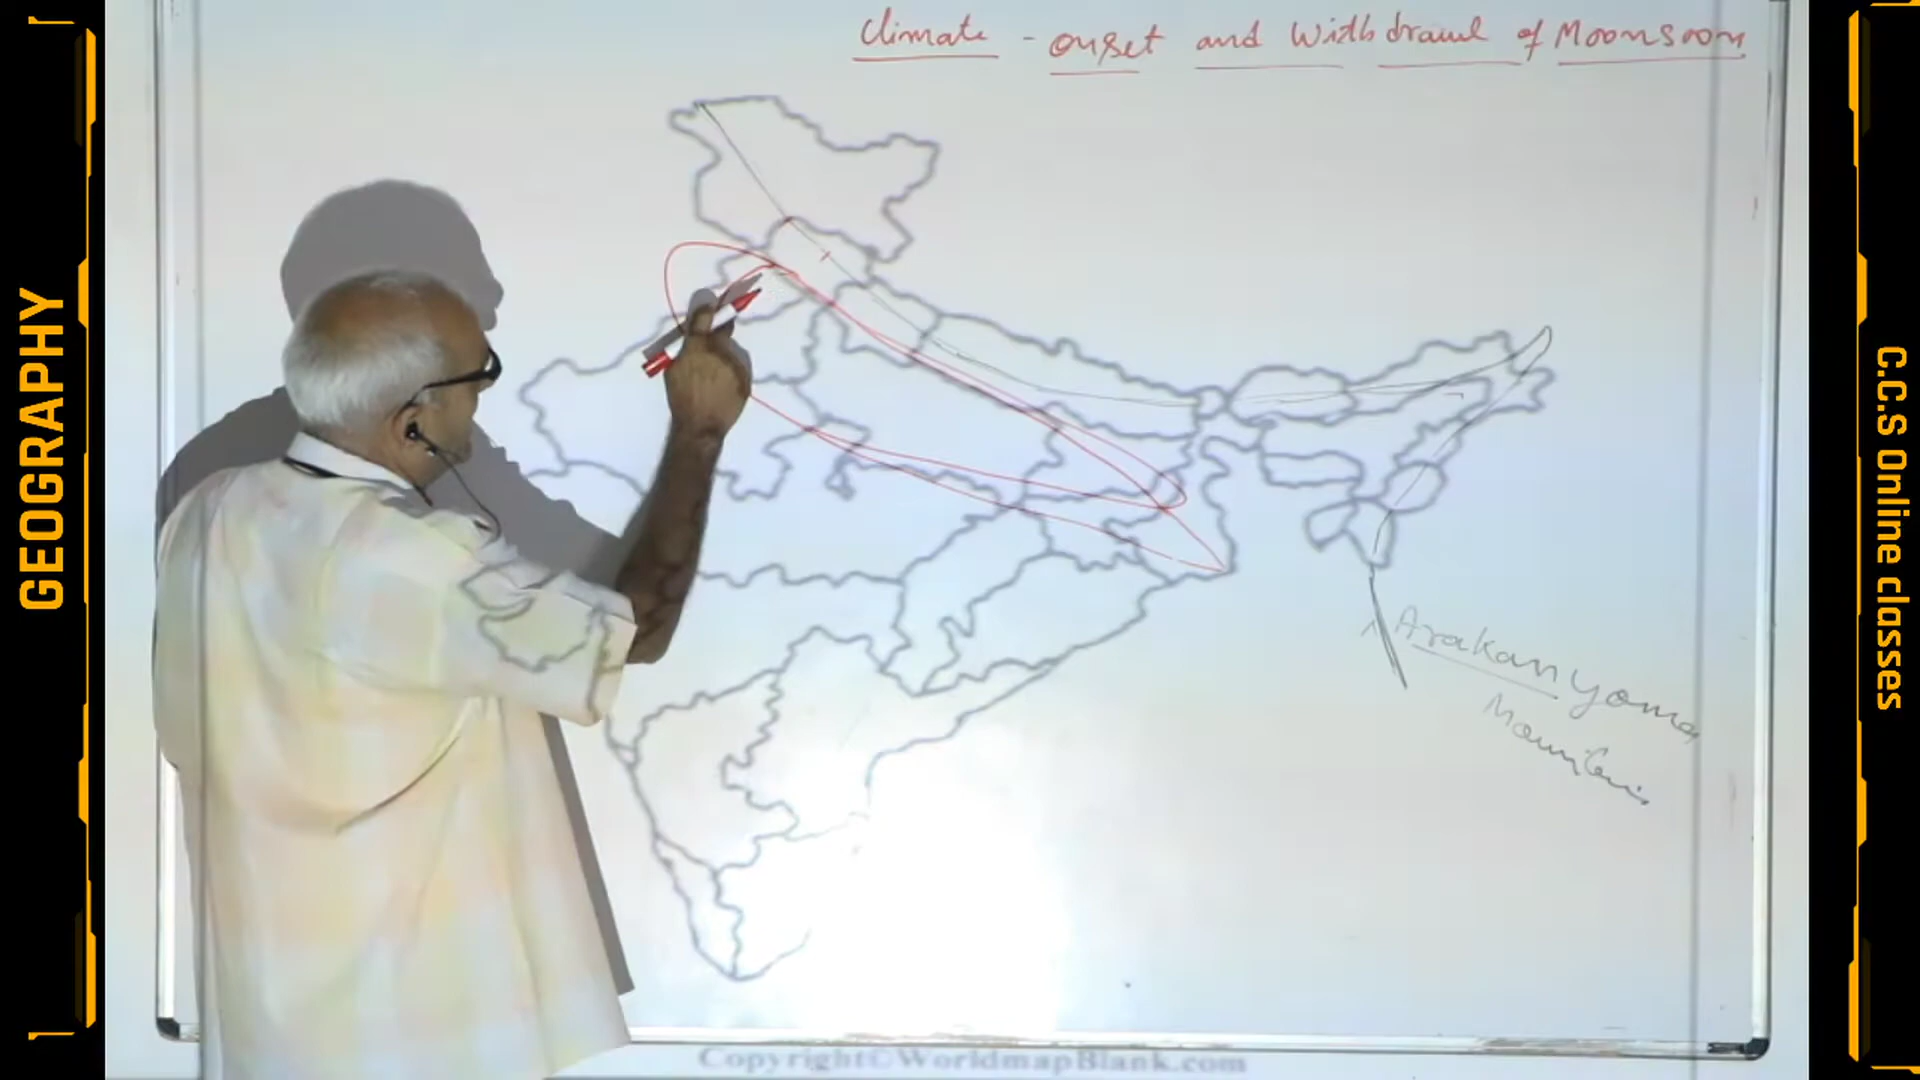 Climate - onset and Withdrawl of Moonsoon
GEOGRAPHY
C.C.S Online classes
Arakan yoma
Copyright©WorldmapBlank.com